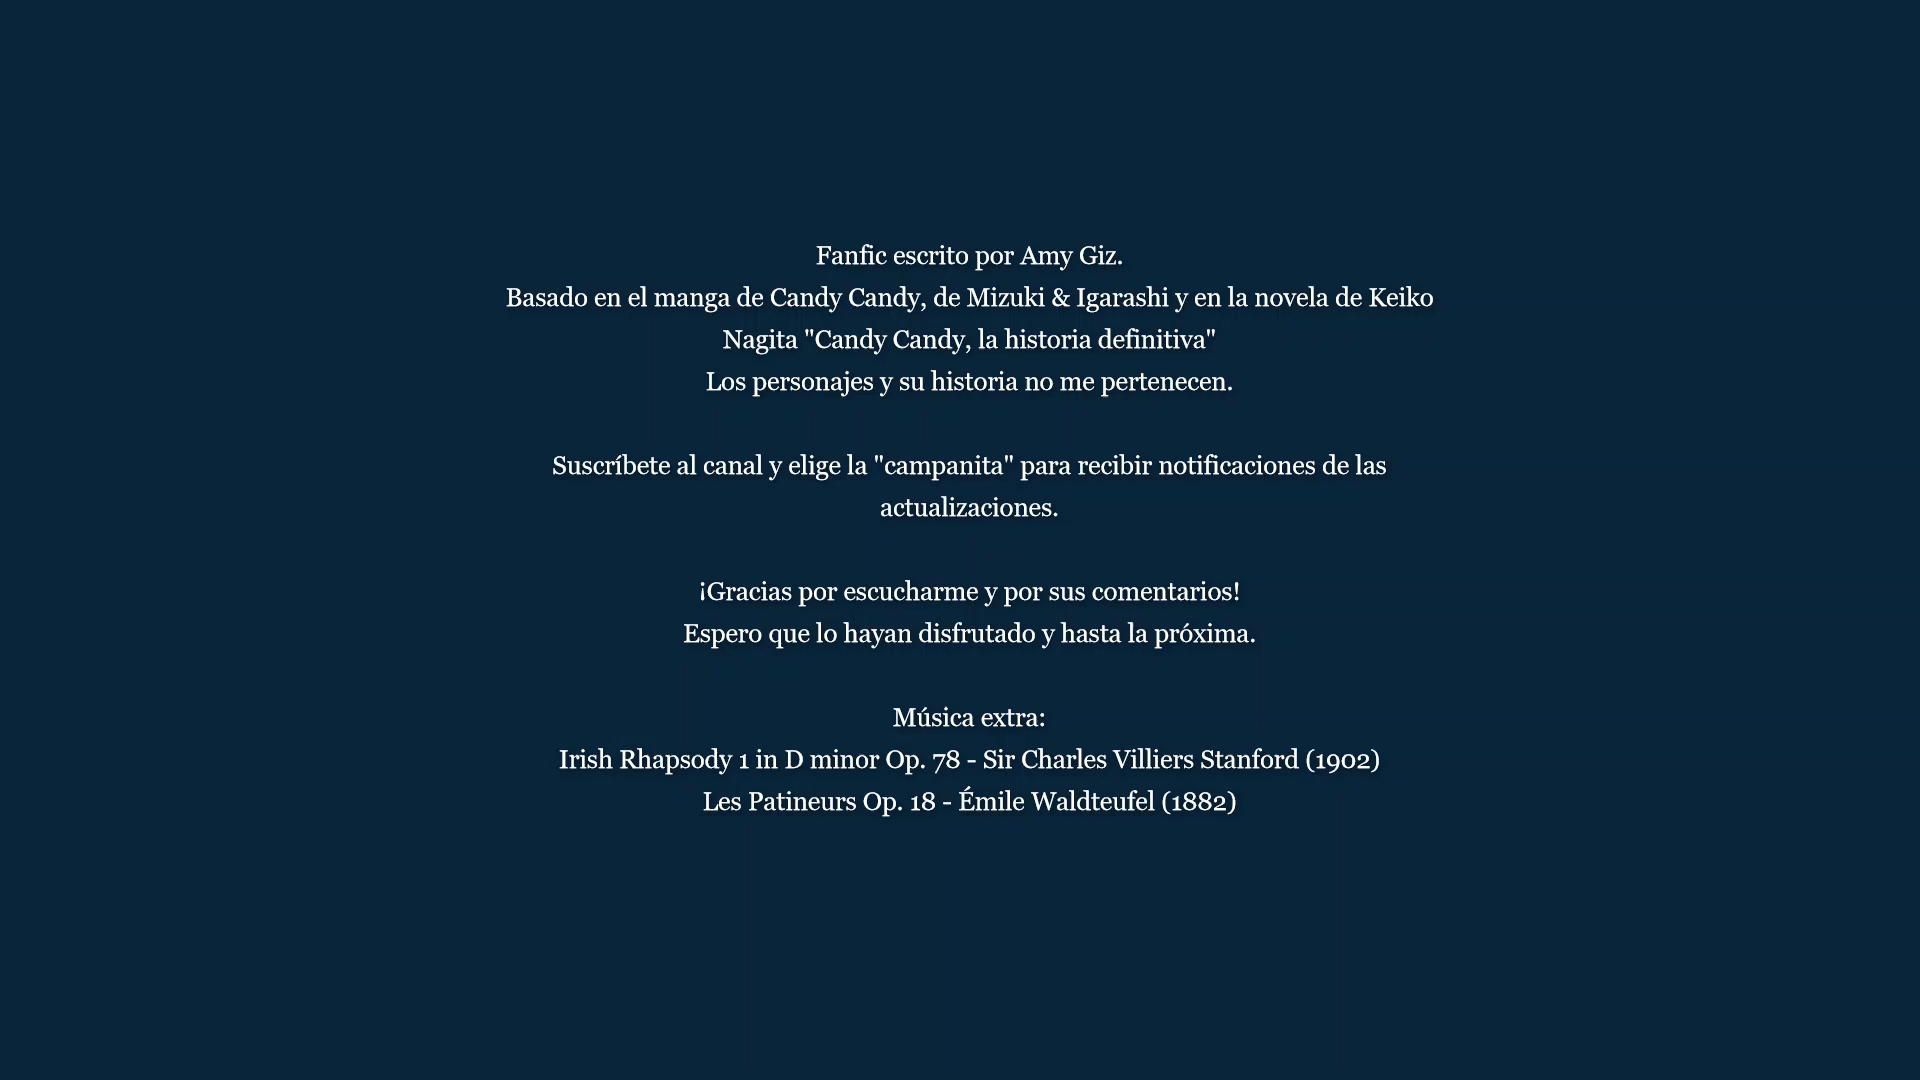 Fanfic escrito por Amy Giz.
Basado en el manga de Candy Candy, de Mizuki & Igarashi y en la novela de Keiko
Nagita "Candy Candy, la historia definitiva"
Los personajes y su historia no me pertenecen.
Suscríbete al canal y elige la "campanita" para recibir notificaciones de las
actualizaciones.
¡Gracias por escucharme y por sus comentarios!
Espero que lo hayan disfrutado y hasta la próxima.
Música extra:
Irish Rhapsody 1 in D minor Op. 78 - Sir Charles Villiers Stanford (1902)
Les Patineurs Op. 18 - Émile Waldteufel (1882)